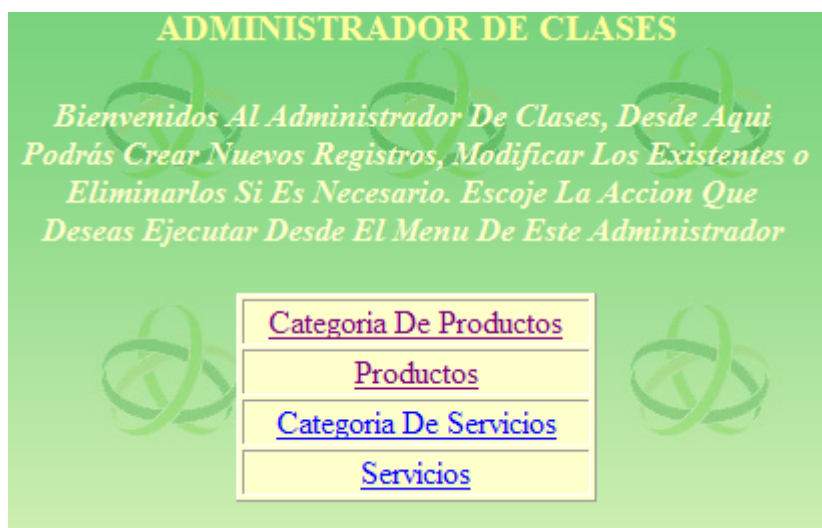 ADMINISTRADOR DE CLASES
Bienvenidos Al Administrador De Clases, Desde Aqui
Podrás Crear Nuevos Registros, Modificar Los Existentes o
Eliminarlos Si Es Necesario. Escoje La Accion Que
Deseas Ejecutar Desde El Menu De Este Administrador
Categoria De Productos
Productos
Categoria De Servicios
Servicios